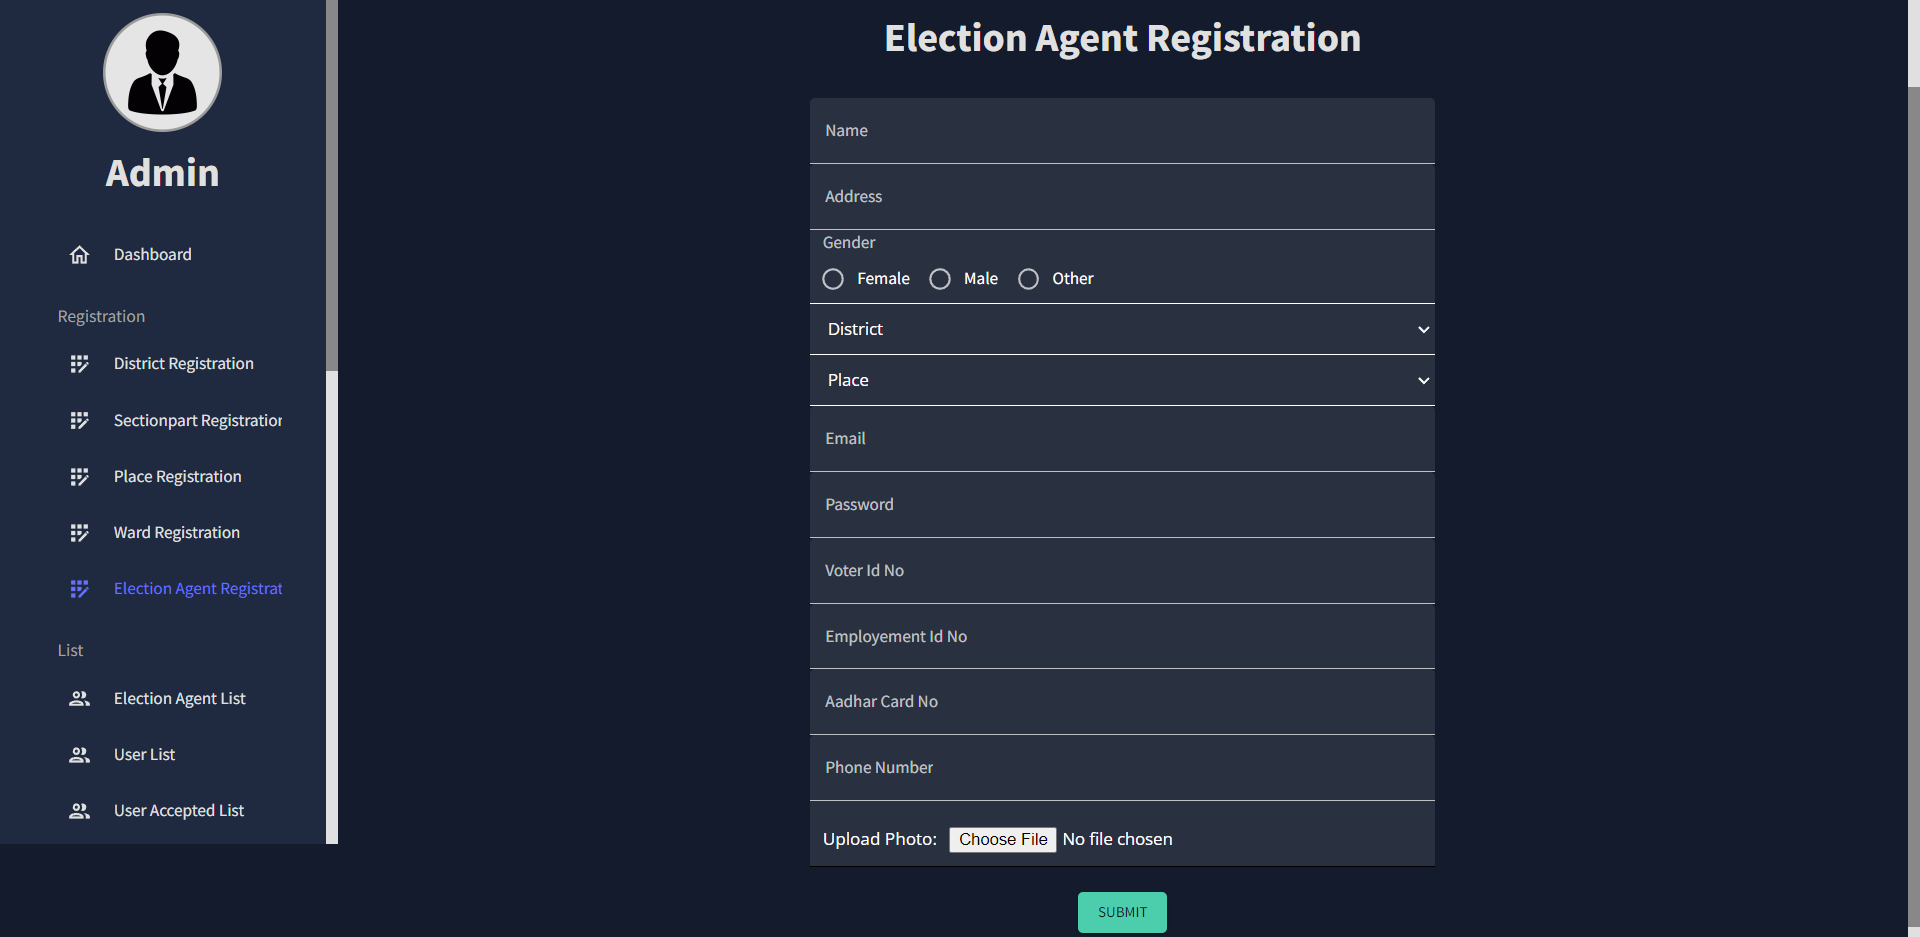 Admin
Dashboard
Registration
District Registration
Sectionpart Registration
Place Registration
Ward Registration
Election Agent Registrat
List
Election Agent List
User List
User Accepted List
Election Agent Registration
Name
Address
Gender
Female Male Other
District
Place
Email
Password
Voter Id No
Employement Id No
Aadhar Card No
Phone Number
Upload Photo: Choose File No file chosen
SUBMIT